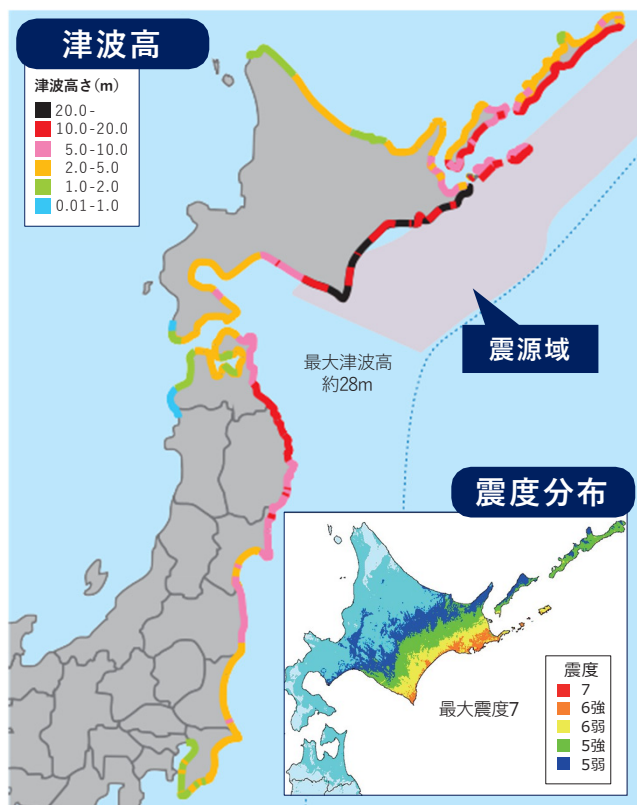 津波高
津波高さ(m)
20.0-
10.0-20.0
5.0-10.0
2.0-5.0
1.0-2.0
0.01-1.0
震源域
最大津波高
約28m
震度分布
最大震度7
震度
7
6強
6弱
5強
5弱